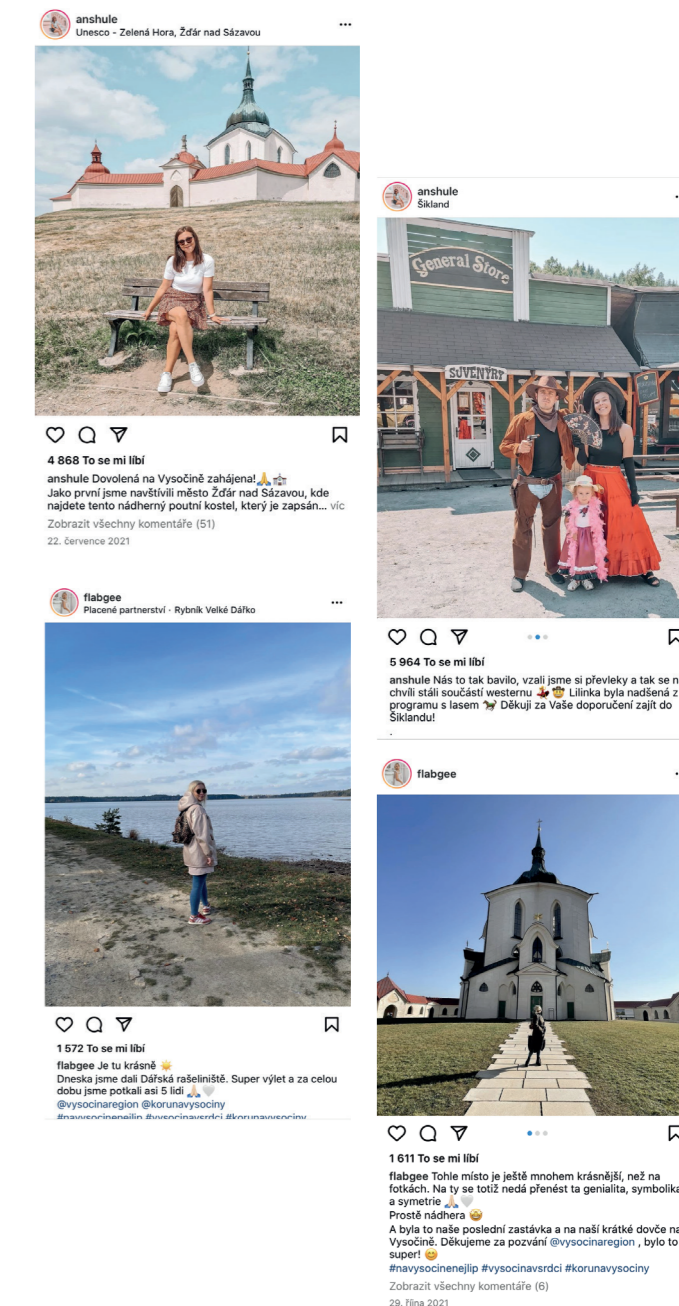 anshule
Unesco - Zelená Hora, Žďár nad Sázavou
4 868 To se mi líbí
anshule Dovolená na Vysočině zahájena!🙏🏻⛪
Jako první jsme navštívili město Žďár nad Sázavou, kde
najdete tento nádherný poutní kostel, který je zapsán... víc
Zobrazit všechny komentáře (51)
22. července 2021
flabgee
Placené partnerství · Rybník Velké Dářko
1 572 To se mi líbí
flabgee Je tu krásně ☀️
Dneska jsme dali Dářská rašeliniště. Super výlet a za celou
dobu jsme potkali asi 5 lidí 🙏🏻🤍
@vysocinaregion @korunavysociny
#navysocinenejlip #vysocinavsrdci #korunavysociny
anshule
Šikland
General Store
SUVENÝRY
5 964 To se mi líbí
anshule Nás to tak bavilo, vzali jsme si převleky a tak se n
chvíli stáli součástí westernu 💃🤠 Lilinka byla nadšená z
programu s lasem 🐎 Děkuji za Vaše doporučení zajít do
Šiklandu!
.
flabgee
1 611 To se mi líbí
flabgee Tohle místo je ještě mnohem krásnější, než na
fotkách. Na ty se totiž nedá přenést ta genialita, symbolika
a symetrie 🙏🏻🤍
Prostě nádhera 🤩
A byla to naše poslední zastávka a na naší krátké dovče na
Vysočině. Děkujeme za pozvání @vysocinaregion , bylo to
super! 😊
#navysocinenejlip #vysocinavsrdci #korunavysociny
Zobrazit všechny komentáře (6)
29. října 2021